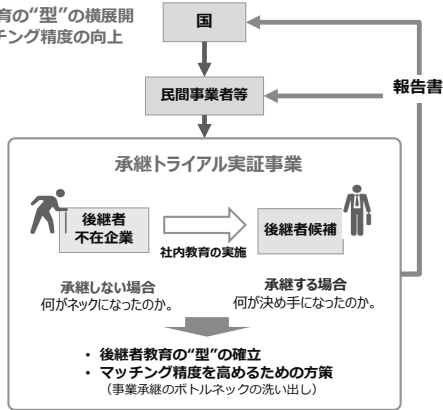 育の“型”の横展開
チング精度の向上
国
民間事業者等
報告書
承継トライアル実証事業
後継者
不在企業
社内教育の実施
後継者候補
承継しない場合
何がネックになったのか。
承継する場合
何が決め手になったのか。
・ 後継者教育の“型”の確立
・ マッチング精度を高めるための方策
（事業承継のボトルネックの洗い出し）